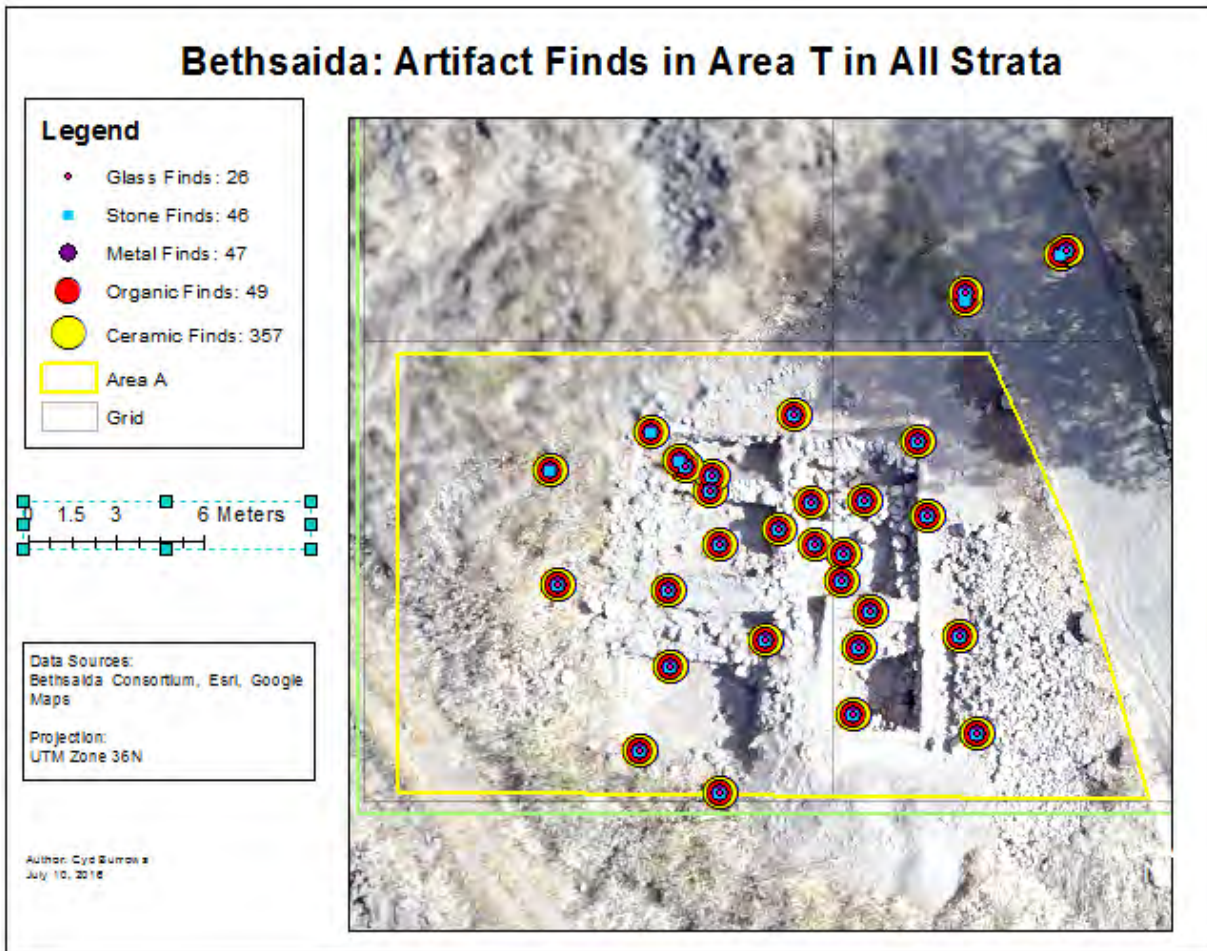 Bethsaida: Artifact Finds in Area T in All Strata
Legend
Glass Finds: 26
Stone Finds: 46
Metal Finds: 47
Organic Finds: 49
Ceramic Finds: 357
Area A
Grid
0 1.5 3 6 Meters
Data Sources:
Bethsaida Consortium, Esri, Google
Maps
Projection:
UTM Zone 36N
Author: Cyd Burrows
July 10, 2016